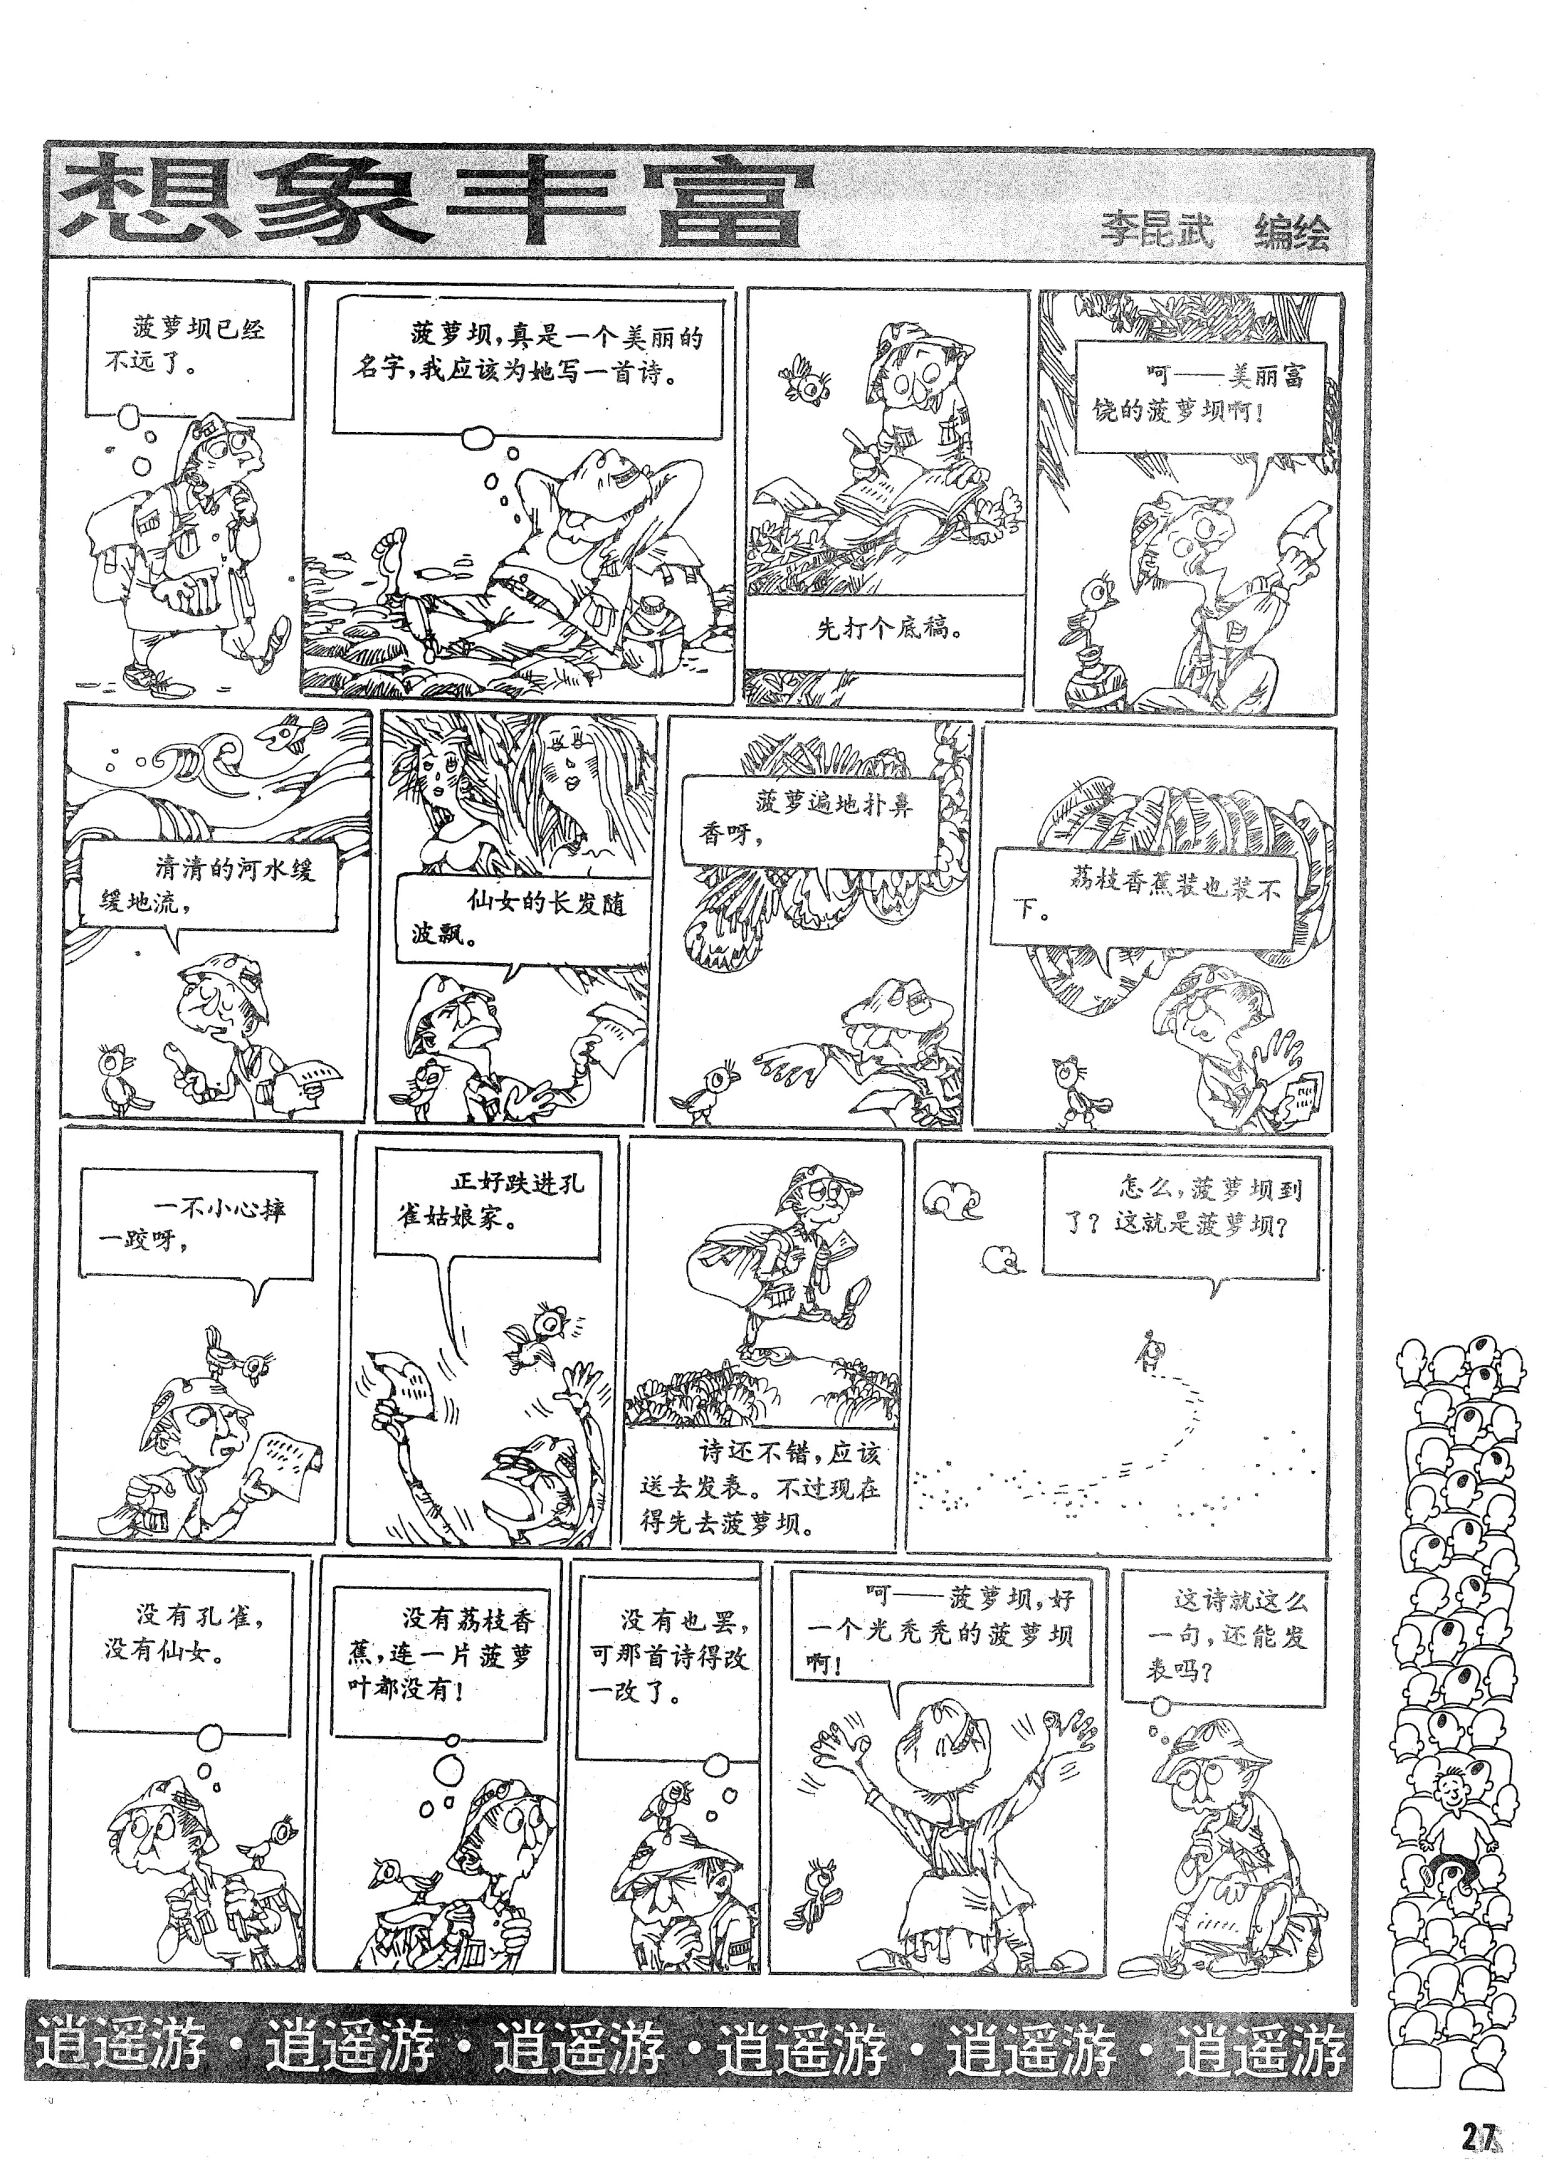 想象丰富
李昆武 编绘
菠萝坝已经
不远了。
菠萝坝,真是一个美丽的
名字,我应该为她写一首诗。
先打个底稿。
呵——美丽富
饶的菠萝坝啊!
清清的河水缓
缓地流,
仙女的长发随
波飘。
菠萝遍地扑鼻
香呀,
荔枝香蕉装也装不
下。
一不小心摔
一跤呀,
正好跌进孔
雀姑娘家。
诗还不错,应该
送去发表。不过现在
得先去菠萝坝。
怎么,菠萝坝到
了?这就是菠萝坝?
没有孔雀,
没有仙女。
没有荔枝香
蕉,连一片菠萝
叶都没有!
没有也罢,
可那首诗得改
一改了。
呵——菠萝坝,好
一个光秃秃的菠萝坝
啊!
这诗就这么
一句,还能发
表吗?
逍遥游·逍遥游·逍遥游·逍遥游·逍遥游·逍遥游
27